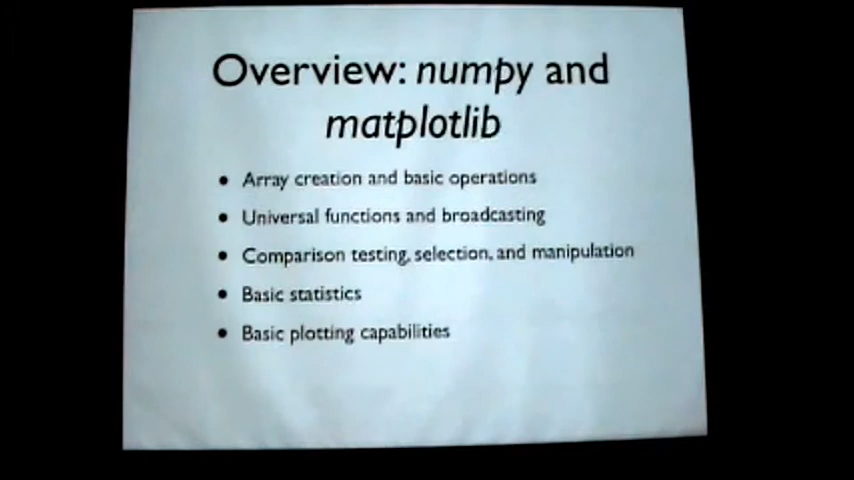 Overview: numpy and
matplotlib
• Array creation and basic operations
• Universal functions and broadcasting
• Comparison testing, selection, and manipulation
• Basic statistics
• Basic plotting capabilities